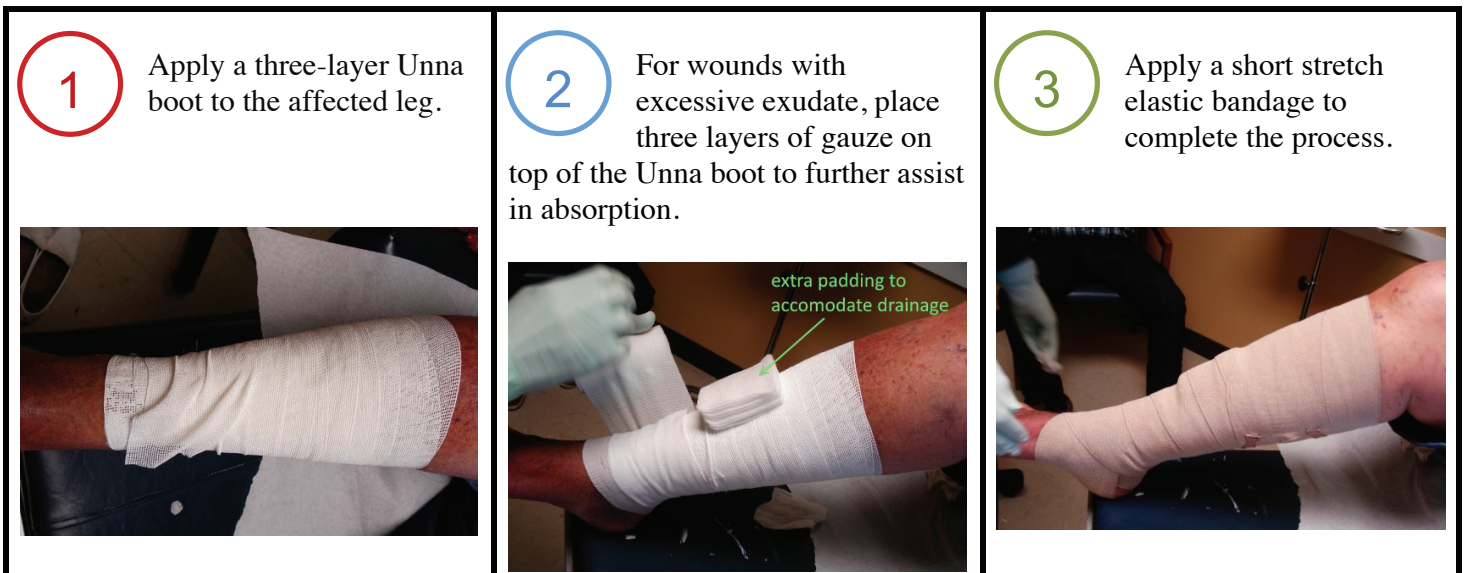 1
Apply a three-layer Unna
boot to the affected leg.
2
For wounds with
excessive exudate, place
three layers of gauze on
top of the Unna boot to further assist
in absorption.
extra padding to
accomodate drainage
3
Apply a short stretch
elastic bandage to
complete the process.